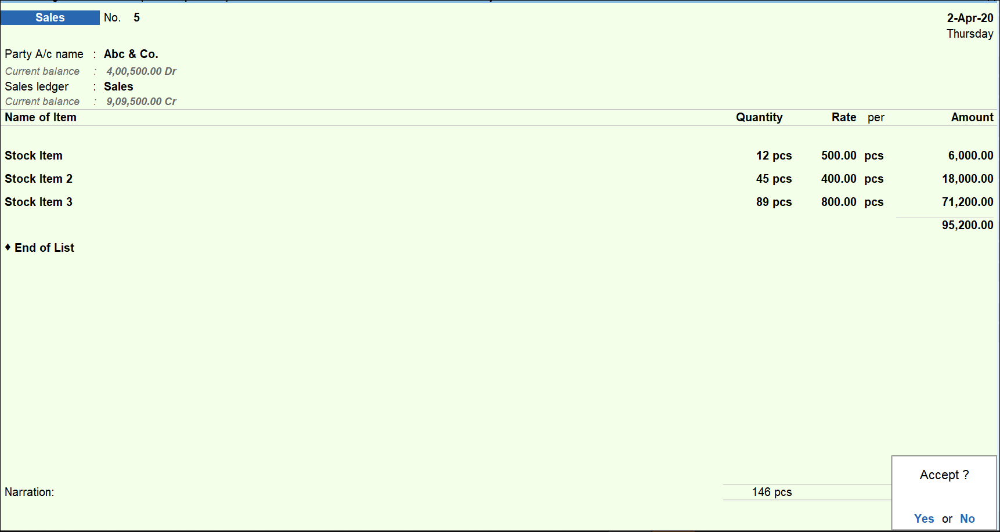 Sales No. 5 2-Apr-20
Thursday
Party A/c name : Abc & Co.
Current balance : 4,00,500.00 Dr
Sales ledger : Sales
Current balance : 9,09,500.00 Cr
Name of Item Quantity Rate per Amount
Stock Item 12 pcs 500.00 pcs 6,000.00
Stock Item 2 45 pcs 400.00 pcs 18,000.00
Stock Item 3 89 pcs 800.00 pcs 71,200.00
95,200.00
♦ End of List
Accept ?
Narration: 146 pcs
Yes or No